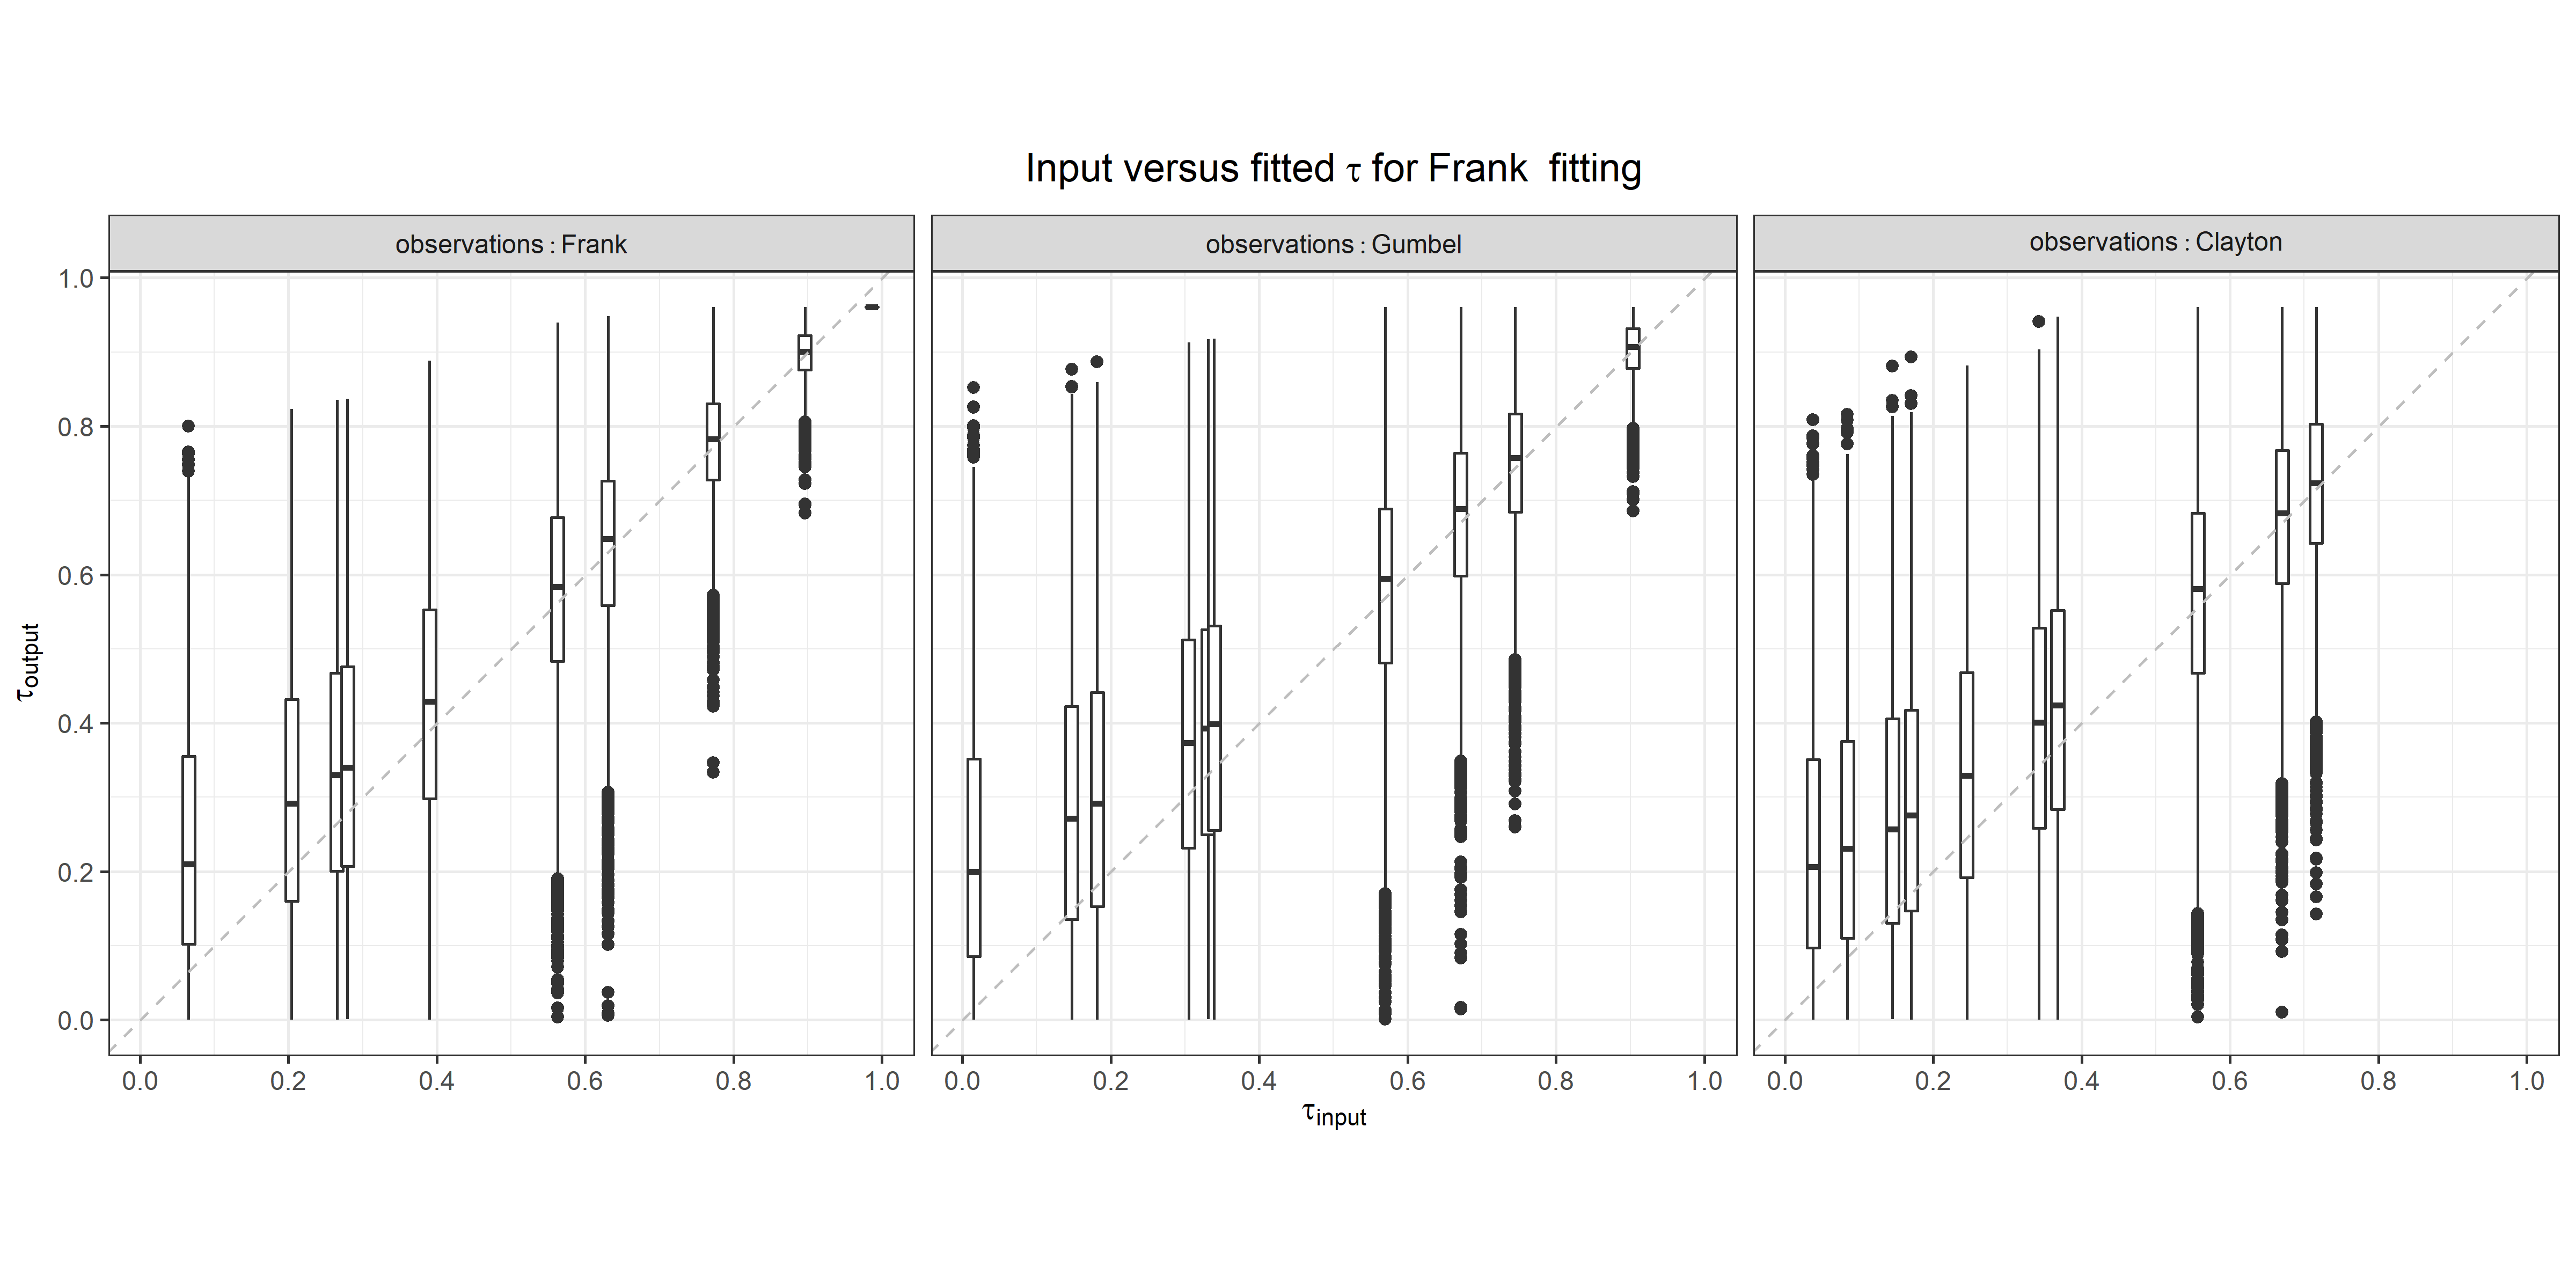 Input versus fitted τ for Frank  fitting
observations : Frank
observations : Gumbel
observations : Clayton
1.0
0.8
0.6
0.4
0.2
0.0
τoutput
0.0 0.2 0.4 0.6 0.8 1.0
0.0 0.2 0.4 0.6 0.8 1.0
0.0 0.2 0.4 0.6 0.8 1.0
τinput